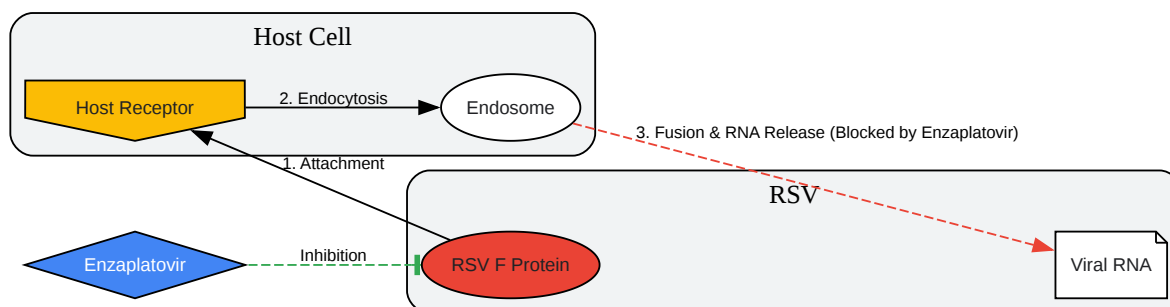 Host Cell
Host Receptor
2. Endocytosis
Endosome
3. Fusion & RNA Release (Blocked by Enzaplatovir)
1. Attachment
RSV
Enzaplatovir
Inhibition
RSV F Protein
Viral RNA